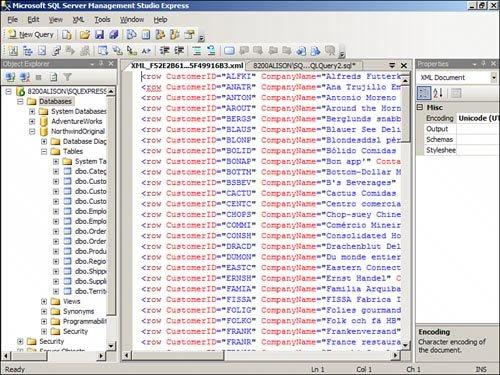 Microsoft SQL Server Management Studio Express
File Edit View XML Tools Window Help
New Query
Object Explorer
8200ALISON\SQLEXPRESS
Databases
System Databases
AdventureWorks
NorthwindOriginal
Database Diag
Tables
System Ta
dbo.Categ
dbo.Custo
dbo.Custo
dbo.Custo
dbo.Emplo
dbo.Emplo
dbo.Order
dbo.Order
dbo.Produ
dbo.Regio
dbo.Shipp
dbo.Suppl
dbo.Territo
Views
Synonyms
Programmabili
Security
Security
Server Objects
XML_F52E2B61...5F49916B3.xml 8200ALISON\SQ...QLQuery2.sql*
<row CustomerID="ALFKI" CompanyName="Alfreds Futterk
<row CustomerID="ANATR" CompanyName="Ana Trujillo Em
<row CustomerID="ANTON" CompanyName="Antonio Moreno
<row CustomerID="AROUT" CompanyName="Around the Horn
<row CustomerID="BERGS" CompanyName="Berglunds snabb
<row CustomerID="BLAUS" CompanyName="Blauer See Deli
<row CustomerID="BLONP" CompanyName="Blondesddsl pèr
<row CustomerID="BOLID" CompanyName="Bólido Comidas
<row CustomerID="BONAP" CompanyName="Bon app'" Conta
<row CustomerID="BOTTM" CompanyName="Bottom-Dollar M
<row CustomerID="BSBEV" CompanyName="B's Beverages"
<row CustomerID="CACTU" CompanyName="Cactus Comidas
<row CustomerID="CENTC" CompanyName="Centro comercia
<row CustomerID="CHOPS" CompanyName="Chop-suey Chine
<row CustomerID="COMMI" CompanyName="Comércio Mineir
<row CustomerID="CONSH" CompanyName="Consolidated Ho
<row CustomerID="DRACD" CompanyName="Drachenblut Del
<row CustomerID="DUMON" CompanyName="Du monde entier
<row CustomerID="EASTC" CompanyName="Eastern Connect
<row CustomerID="ERNSH" CompanyName="Ernst Handel" C
<row CustomerID="FAMIA" CompanyName="Familia Arquiba
<row CustomerID="FISSA" CompanyName="FISSA Fabrica I
<row CustomerID="FOLIG" CompanyName="Folies gourmand
<row CustomerID="FOLKO" CompanyName="Folk och fä HB"
<row CustomerID="FRANK" CompanyName="Frankenversand"
<row CustomerID="FRANR" CompanyName="France restaura
Properties
XML Document
Misc
Encoding Unicode (UT
Output
Schemas
Styleshee
Encoding
Character encoding of
the document.
Ready Ln 1 Col 1 Ch 1 INS